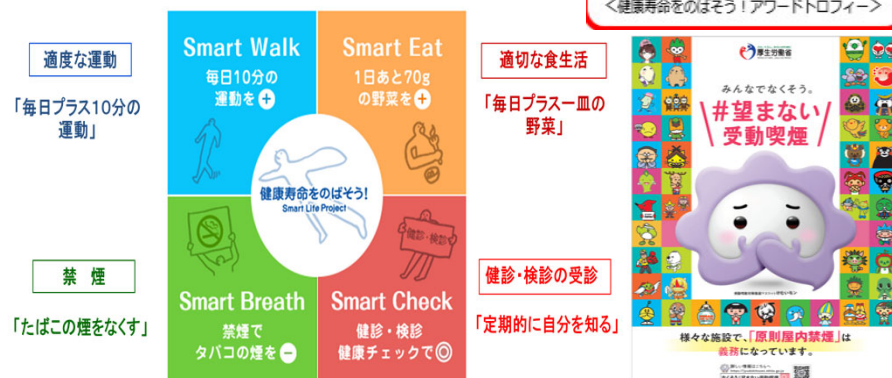 ＜健康寿命をのばそう！アワードトロフィー＞
適度な運動
「毎日プラス10分の
運動」
Smart Walk
毎日10分の
運動を＋
Smart Eat
1日あと70g
の野菜を＋
適切な食生活
「毎日プラス一皿の
野菜」
健康寿命をのばそう!
Smart Life Project
禁　煙
「たばこの煙をなくす」
Smart Breath
禁煙で
タバコの煙を－
健診・検診
Smart Check
健診・検診
健康チェックで◎
健診・検診の受診
「定期的に自分を知る」
厚生労働省
みんなでなくそう。
#望まない
受動喫煙
様々な施設で、「原則屋内禁煙」は
義務になっています。